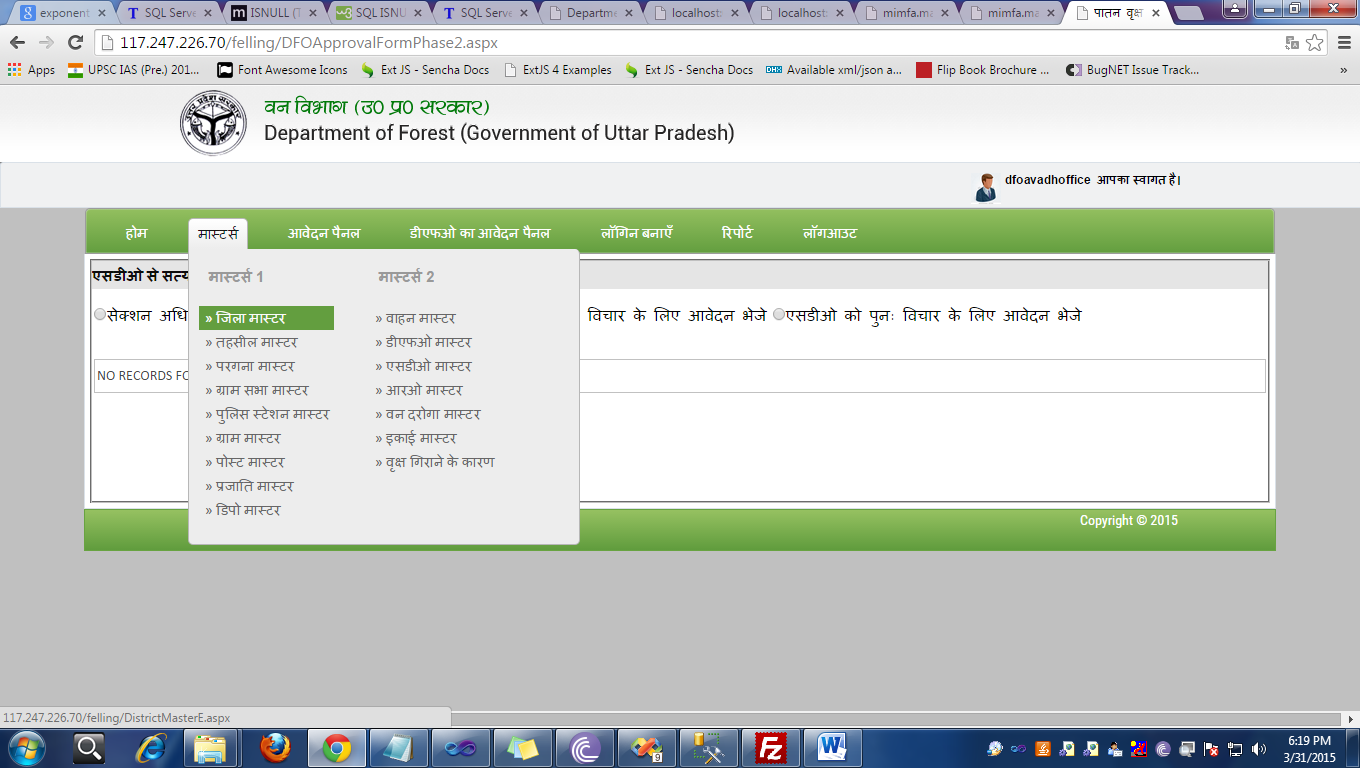 exponent
SQL Serve
ISNULL (T
SQL ISNU
SQL Serve
Departme
localhost:
localhost:
mimfa.ma
mimfa.ma
पातन वृक्ष
117.247.226.70/felling/DFOApprovalFormPhase2.aspx
Apps
UPSC IAS (Pre.) 201...
Font Awesome Icons
Ext JS - Sencha Docs
ExtJS 4 Examples
Ext JS - Sencha Docs
Available xml/json a...
Flip Book Brochure ...
BugNET Issue Track...
»
वन विभाग (उ0 प्र0 सरकार)
Department of Forest (Government of Uttar Pradesh)
dfoavadhoffice आपका स्वागत है।
होम
मास्टर्स
आवेदन पैनल
डीएफओ का आवेदन पैनल
लॉगिन बनाएँ
रिपोर्ट
लॉगआउट
एसडीओ से सत्य
सेक्शन अधि
विचार के लिए आवेदन भेजे
एसडीओ को पुनः विचार के लिए आवेदन भेजे
NO RECORDS FO
मास्टर्स 1
» जिला मास्टर
» तहसील मास्टर
» परगना मास्टर
» ग्राम सभा मास्टर
» पुलिस स्टेशन मास्टर
» ग्राम मास्टर
» पोस्ट मास्टर
» प्रजाति मास्टर
» डिपो मास्टर
मास्टर्स 2
» वाहन मास्टर
» डीएफओ मास्टर
» एसडीओ मास्टर
» आरओ मास्टर
» वन दरोगा मास्टर
» इकाई मास्टर
» वृक्ष गिराने के कारण
Copyright © 2015
117.247.226.70/felling/DistrictMasterE.aspx
6:19 PM
3/31/2015